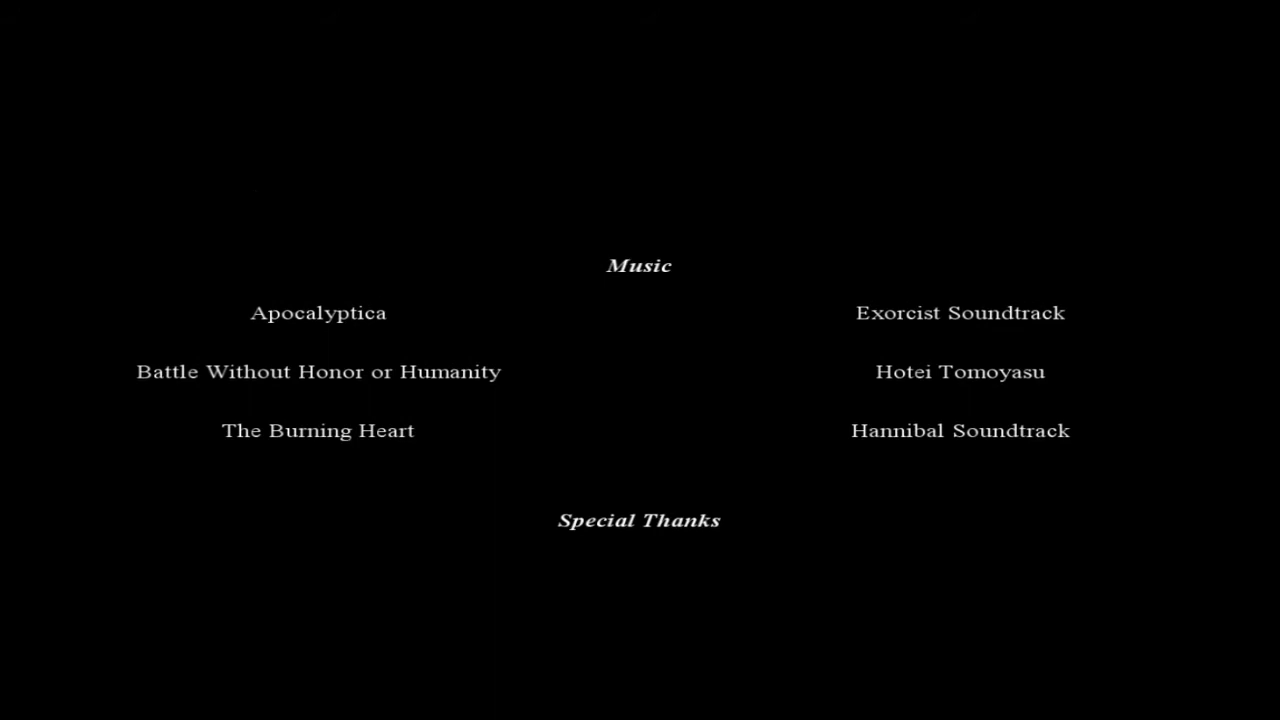 Music
Apocalyptica Exorcist Soundtrack
Battle Without Honor or Humanity Hotei Tomoyasu
The Burning Heart Hannibal Soundtrack
Special Thanks